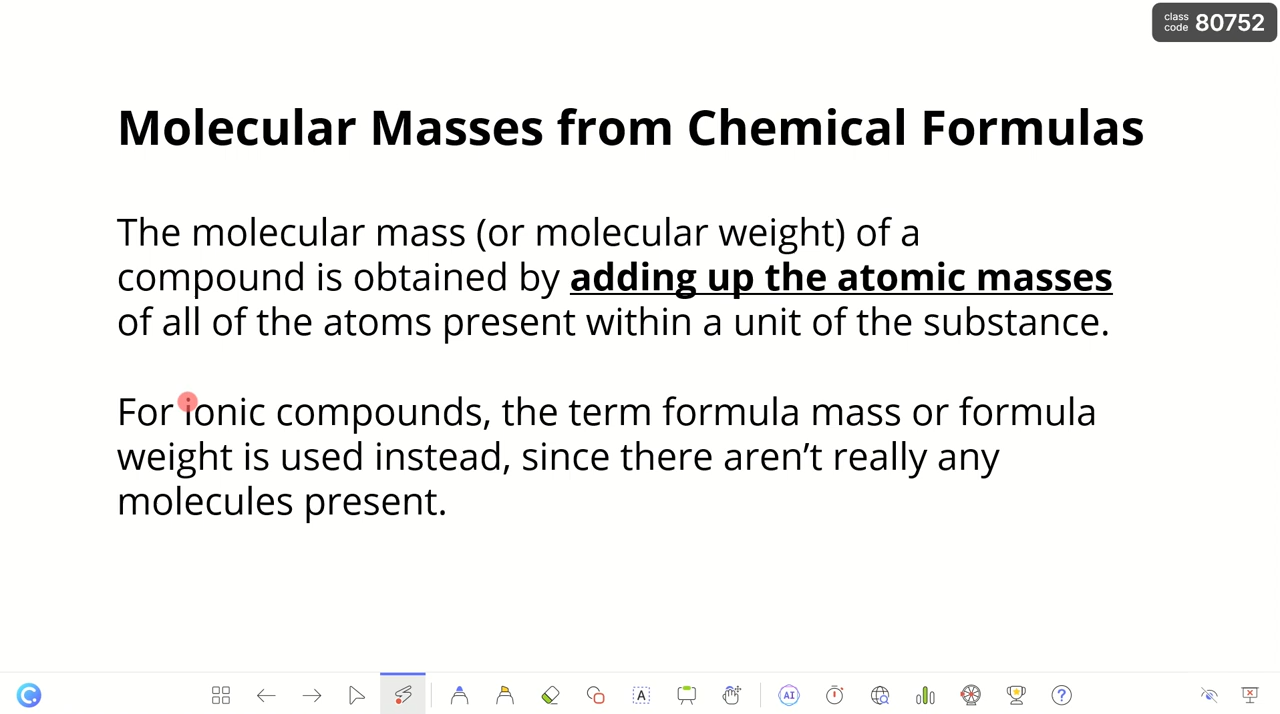 class
code 80752
Molecular Masses from Chemical Formulas
The molecular mass (or molecular weight) of a
compound is obtained by adding up the atomic masses
of all of the atoms present within a unit of the substance.
For ionic compounds, the term formula mass or formula
weight is used instead, since there aren’t really any
molecules present.
A
AI
?